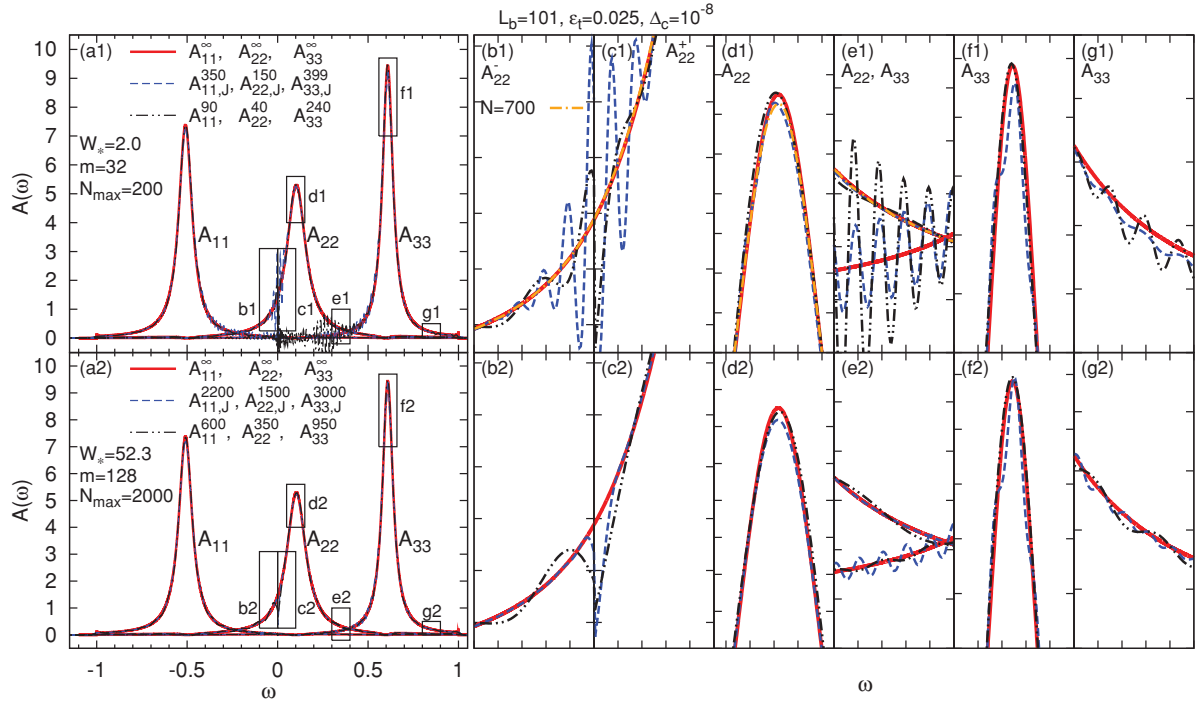 L_b=101, ε_t=0.025, Δ_c=10^-8
(a1)
A_11^∞, A_22^∞, A_33^∞
A_11,J^350, A_22,J^150, A_33,J^399
A_11^90, A_22^40, A_33^240
W_*=2.0
m=32
N_max=200
A(ω)
10
9
8
7
6
5
4
3
2
1
0
A_11
A_22
A_33
b1
c1
d1
e1
f1
g1
(b1)
A_22^-
N=700
(c1)
A_22^+
(d1)
A_22
(e1)
A_22, A_33
(f1)
A_33
(g1)
A_33
(a2)
A_11^∞, A_22^∞, A_33^∞
A_11,J^2200, A_22,J^1500, A_33,J^3000
A_11^600, A_22^350, A_33^950
W_*=52.3
m=128
N_max=2000
A(ω)
10
9
8
7
6
5
4
3
2
1
0
A_11
A_22
A_33
b2
c2
d2
e2
f2
g2
(b2)
(c2)
(d2)
(e2)
(f2)
(g2)
-1 -0.5 0 0.5 1
ω
ω